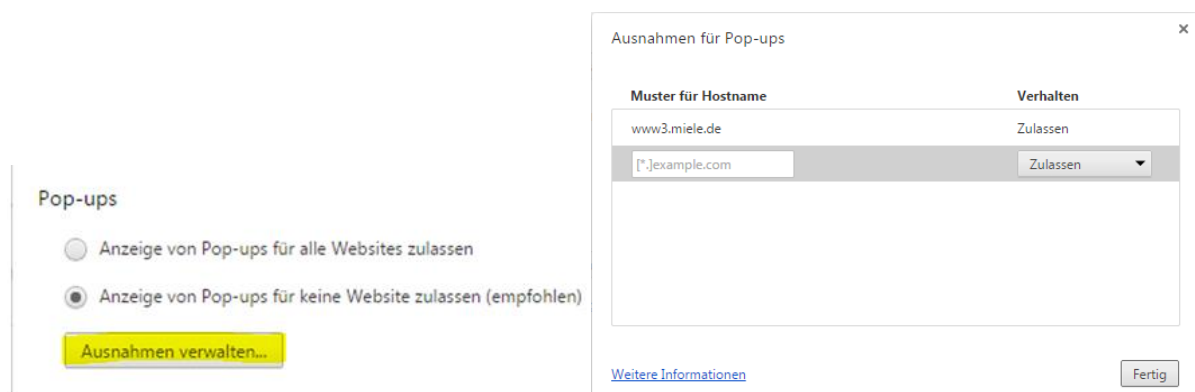 Pop-ups
Anzeige von Pop-ups für alle Websites zulassen
Anzeige von Pop-ups für keine Website zulassen (empfohlen)
Ausnahmen verwalten...
Ausnahmen für Pop-ups
×
Muster für Hostname Verhalten
www3.miele.de Zulassen
[*.]example.com Zulassen
Weitere Informationen Fertig